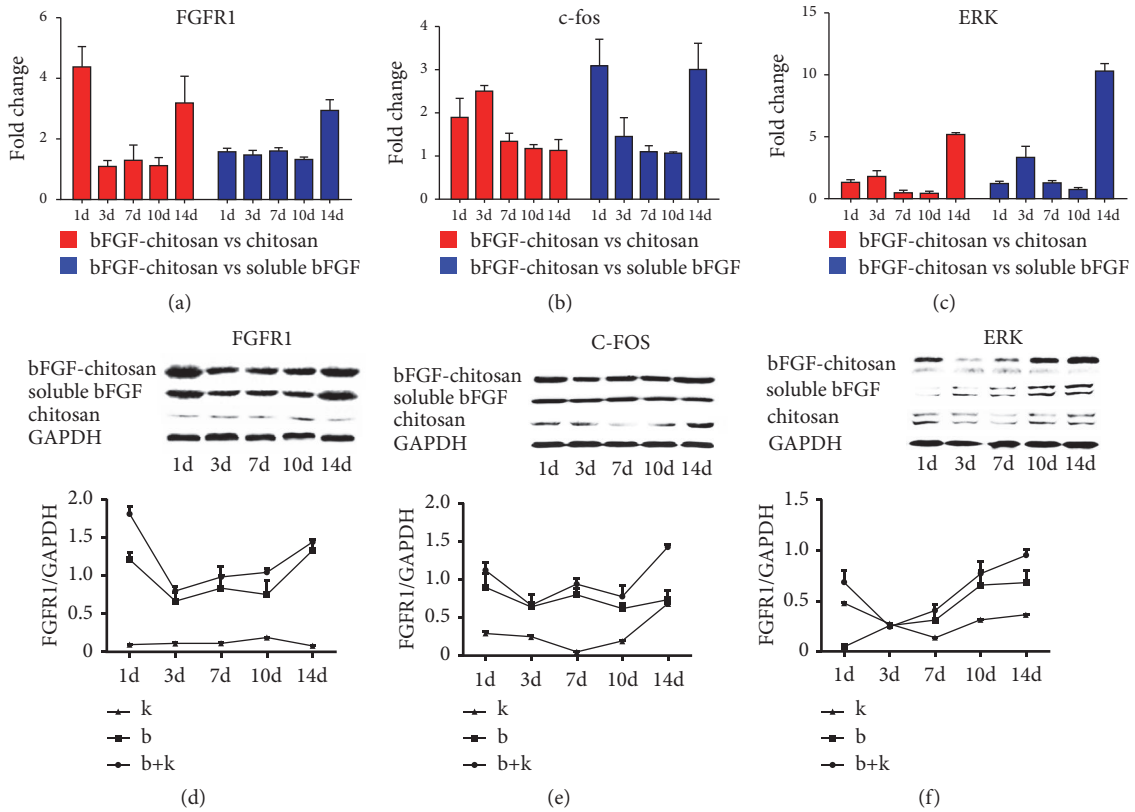 FGFR1
Fold change
6
4
2
0
1d 3d 7d 10d 14d 1d 3d 7d 10d 14d
bFGF-chitosan vs chitosan
bFGF-chitosan vs soluble bFGF
(a)
c-fos
Fold change
4
3
2
1
0
1d 3d 7d 10d 14d 1d 3d 7d 10d 14d
bFGF-chitosan vs chitosan
bFGF-chitosan vs soluble bFGF
(b)
ERK
Fold change
15
10
5
0
1d 3d 7d 10d 14d 1d 3d 7d 10d 14d
bFGF-chitosan vs chitosan
bFGF-chitosan vs soluble bFGF
(c)
FGFR1
bFGF-chitosan
soluble bFGF
chitosan
GAPDH
1d 3d 7d 10d 14d
FGFR1/GAPDH
2.0
1.5
1.0
0.5
0
1d 3d 7d 10d 14d
k
b
b+k
(d)
C-FOS
bFGF-chitosan
soluble bFGF
chitosan
GAPDH
1d 3d 7d 10d 14d
FGFR1/GAPDH
2.0
1.5
1.0
0.5
0
1d 3d 7d 10d 14d
k
b
b+k
(e)
ERK
bFGF-chitosan
soluble bFGF
chitosan
GAPDH
1d 3d 7d 10d 14d
FGFR1/GAPDH
1.5
1.0
0.5
0
1d 3d 7d 10d 14d
k
b
b+k
(f)